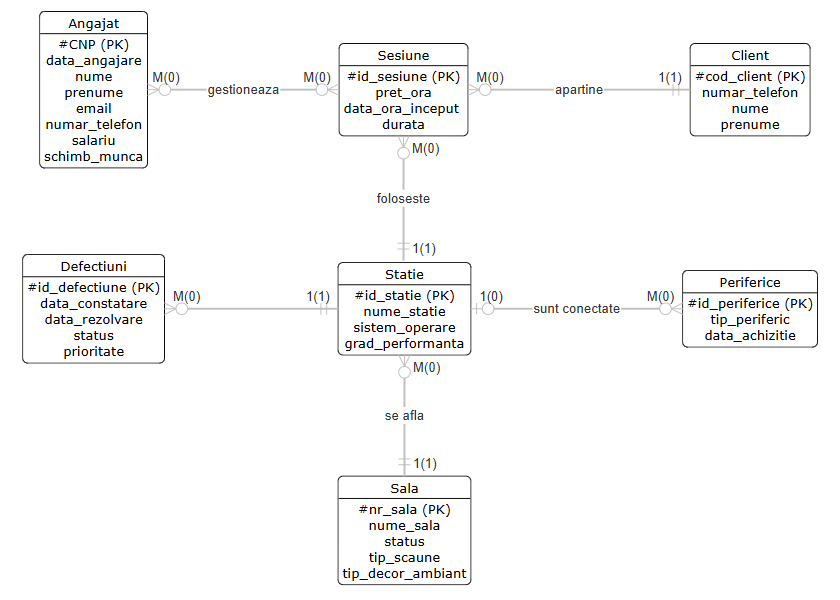 Angajat
#CNP (PK)
data_angajare
nume
prenume
email
numar_telefon
salariu
schimb_munca
M(0)
gestioneaza
M(0)
Sesiune
#id_sesiune (PK)
pret_ora
data_ora_inceput
durata
M(0)
apartine
1(1)
Client
#cod_client (PK)
numar_telefon
nume
prenume
M(0)
foloseste
1(1)
Defectiuni
#id_defectiune (PK)
data_constatare
data_rezolvare
status
prioritate
M(0)
1(1)
Statie
#id_statie (PK)
nume_statie
sistem_operare
grad_performanta
1(0)
sunt conectate
M(0)
Periferice
#id_periferice (PK)
tip_periferic
data_achizitie
M(0)
se afla
1(1)
Sala
#nr_sala (PK)
nume_sala
status
tip_scaune
tip_decor_ambiant